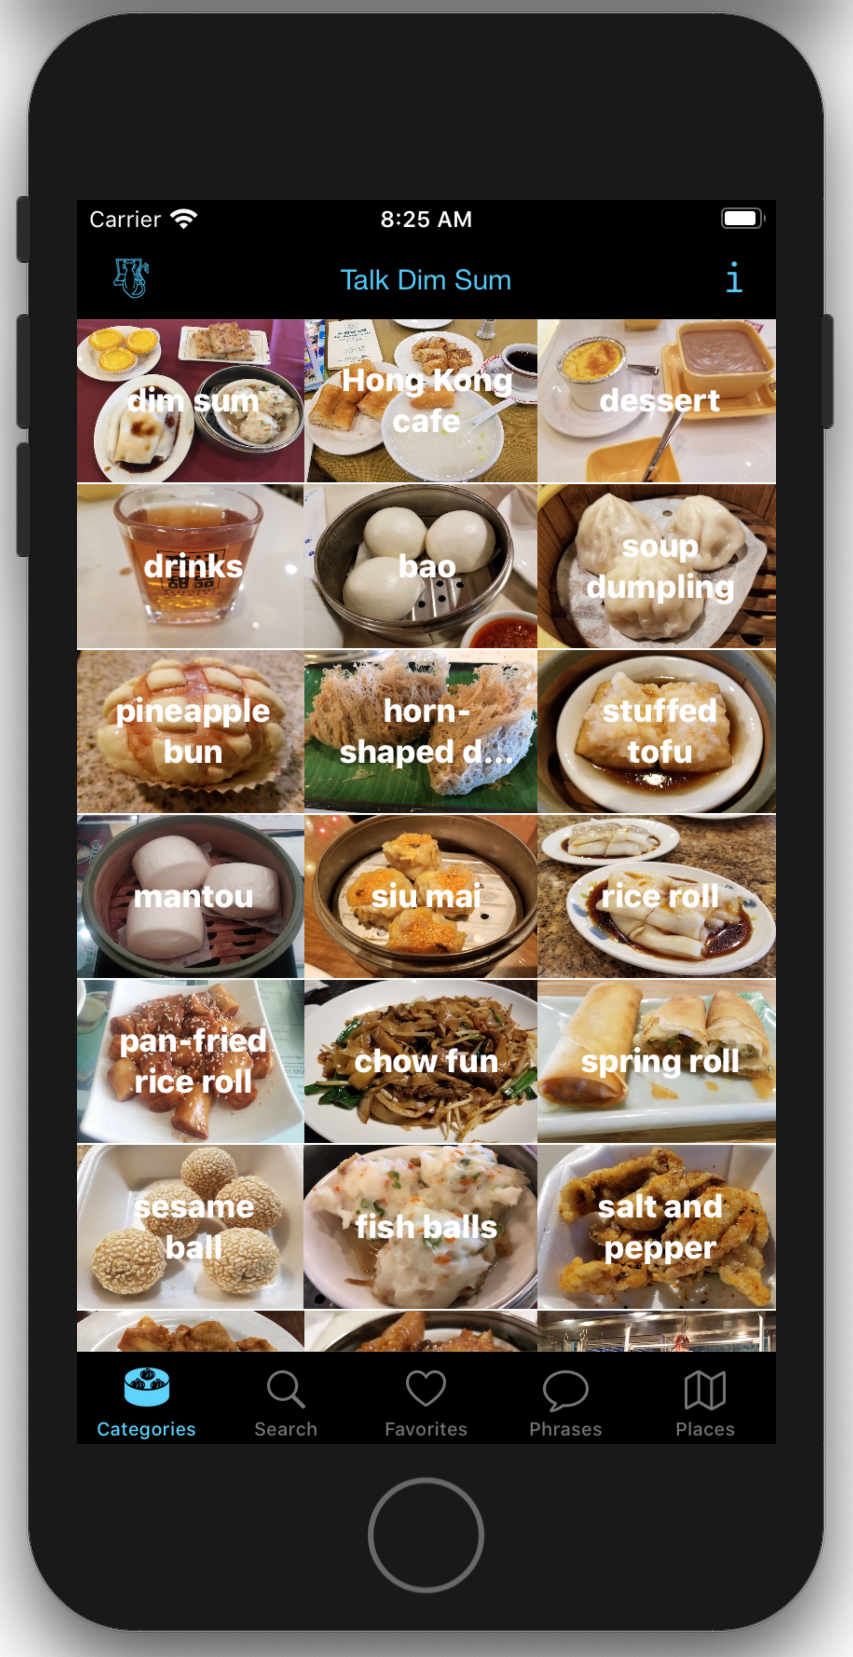 Carrier
8:25 AM
Talk Dim Sum
i
dim sum
Hong Kong
cafe
dessert
drinks
bao
soup
dumpling
pineapple
bun
horn-
shaped d...
stuffed
tofu
mantou
siu mai
rice roll
pan-fried
rice roll
chow fun
spring roll
sesame
ball
fish balls
salt and
pepper
Categories
Search
Favorites
Phrases
Places